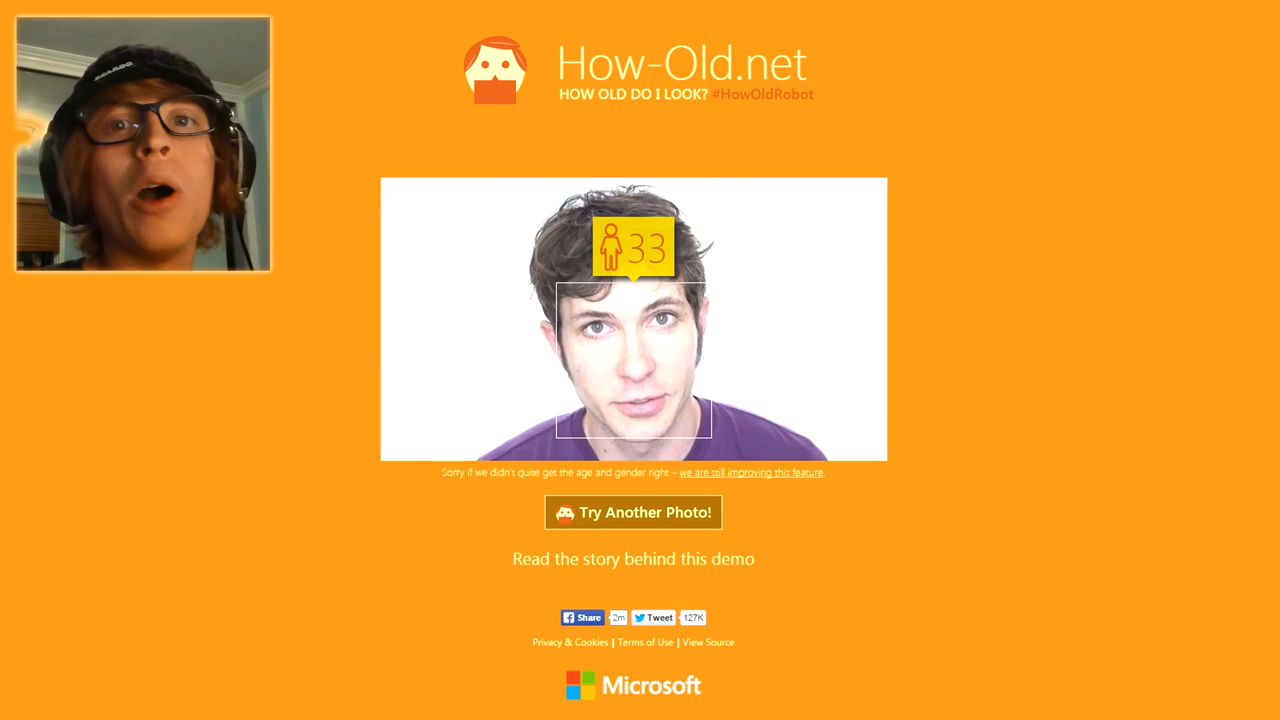 How-Old.net
HOW OLD DO I LOOK? #HowOldRobot
33
Sorry if we didn't quite get the age and gender right – we are still improving this feature.
Try Another Photo!
Read the story behind this demo
Share 2m Tweet 127K
Privacy & Cookies | Terms of Use | View Source
Microsoft